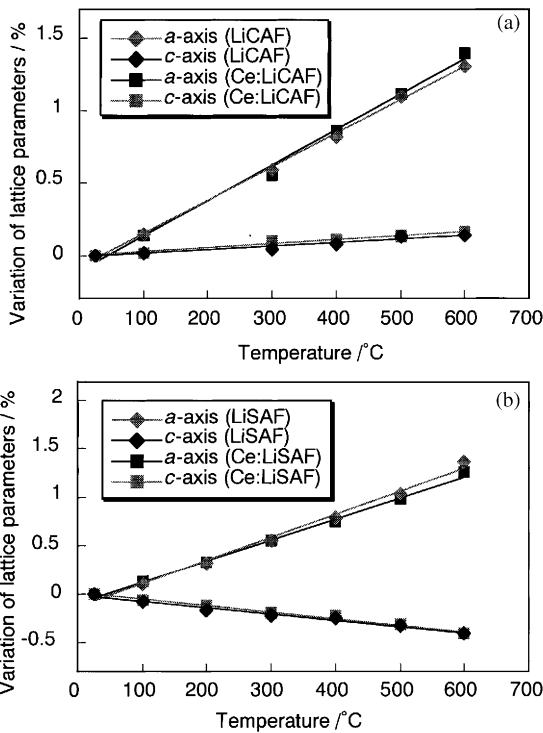 (a)
a-axis (LiCAF)
c-axis (LiCAF)
a-axis (Ce:LiCAF)
c-axis (Ce:LiCAF)
1.5
1
0.5
0
Variation of lattice parameters / %
0 100 200 300 400 500 600 700
Temperature /°C
(b)
a-axis (LiSAF)
c-axis (LiSAF)
a-axis (Ce:LiSAF)
c-axis (Ce:LiSAF)
2
1.5
1
0.5
0
-0.5
Variation of lattice parameters / %
0 100 200 300 400 500 600 700
Temperature /°C